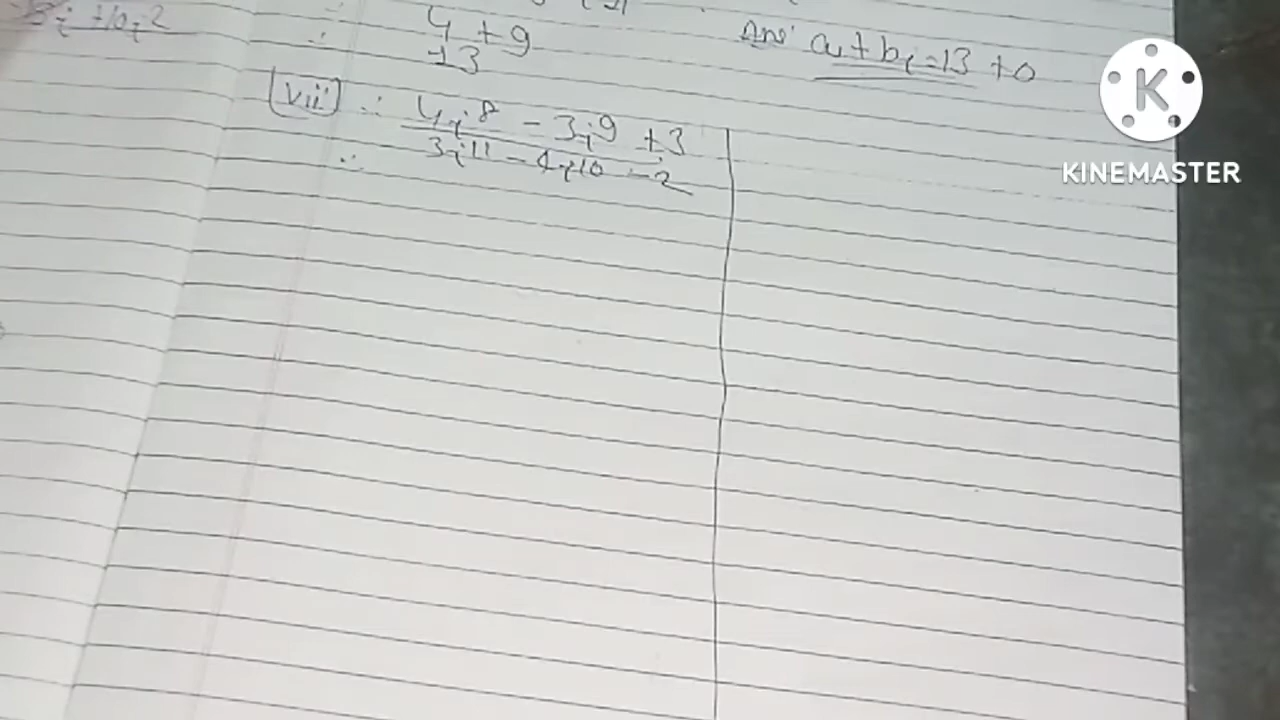 4 + 9
13
Ans' a+bi=13 +0
vii ∴ 4i8 - 3i9 +3
∴ 3i11 - 4i10 - 2
K
KINEMASTER